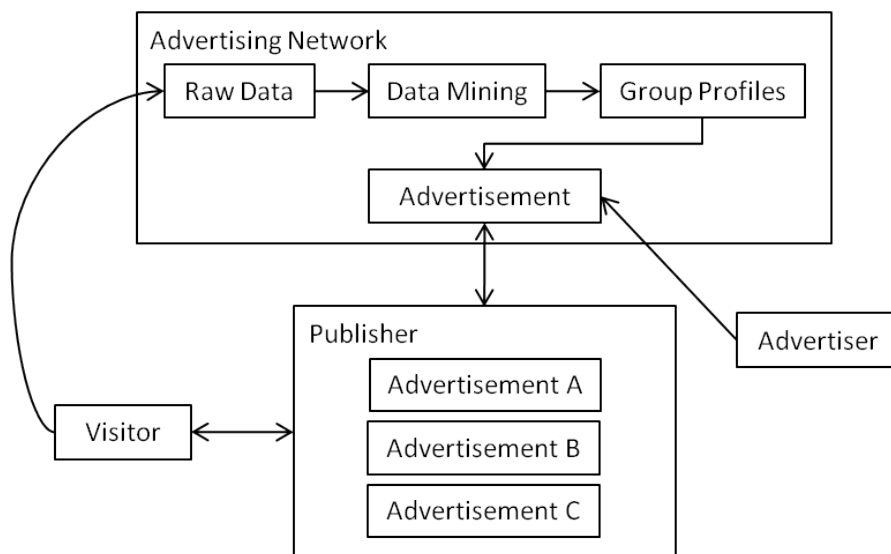 Advertising Network
Raw Data
Data Mining
Group Profiles
Advertisement
Publisher
Advertiser
Advertisement A
Visitor
Advertisement B
Advertisement C